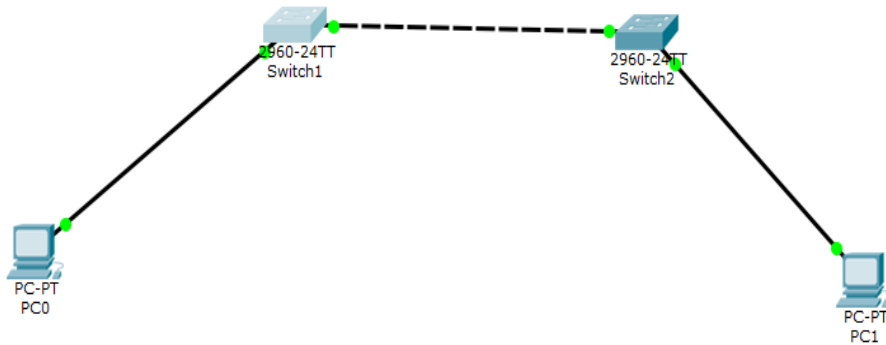 2960-24TT
Switch1
2960-24TT
Switch2
PC-PT
PC0
PC-PT
PC1